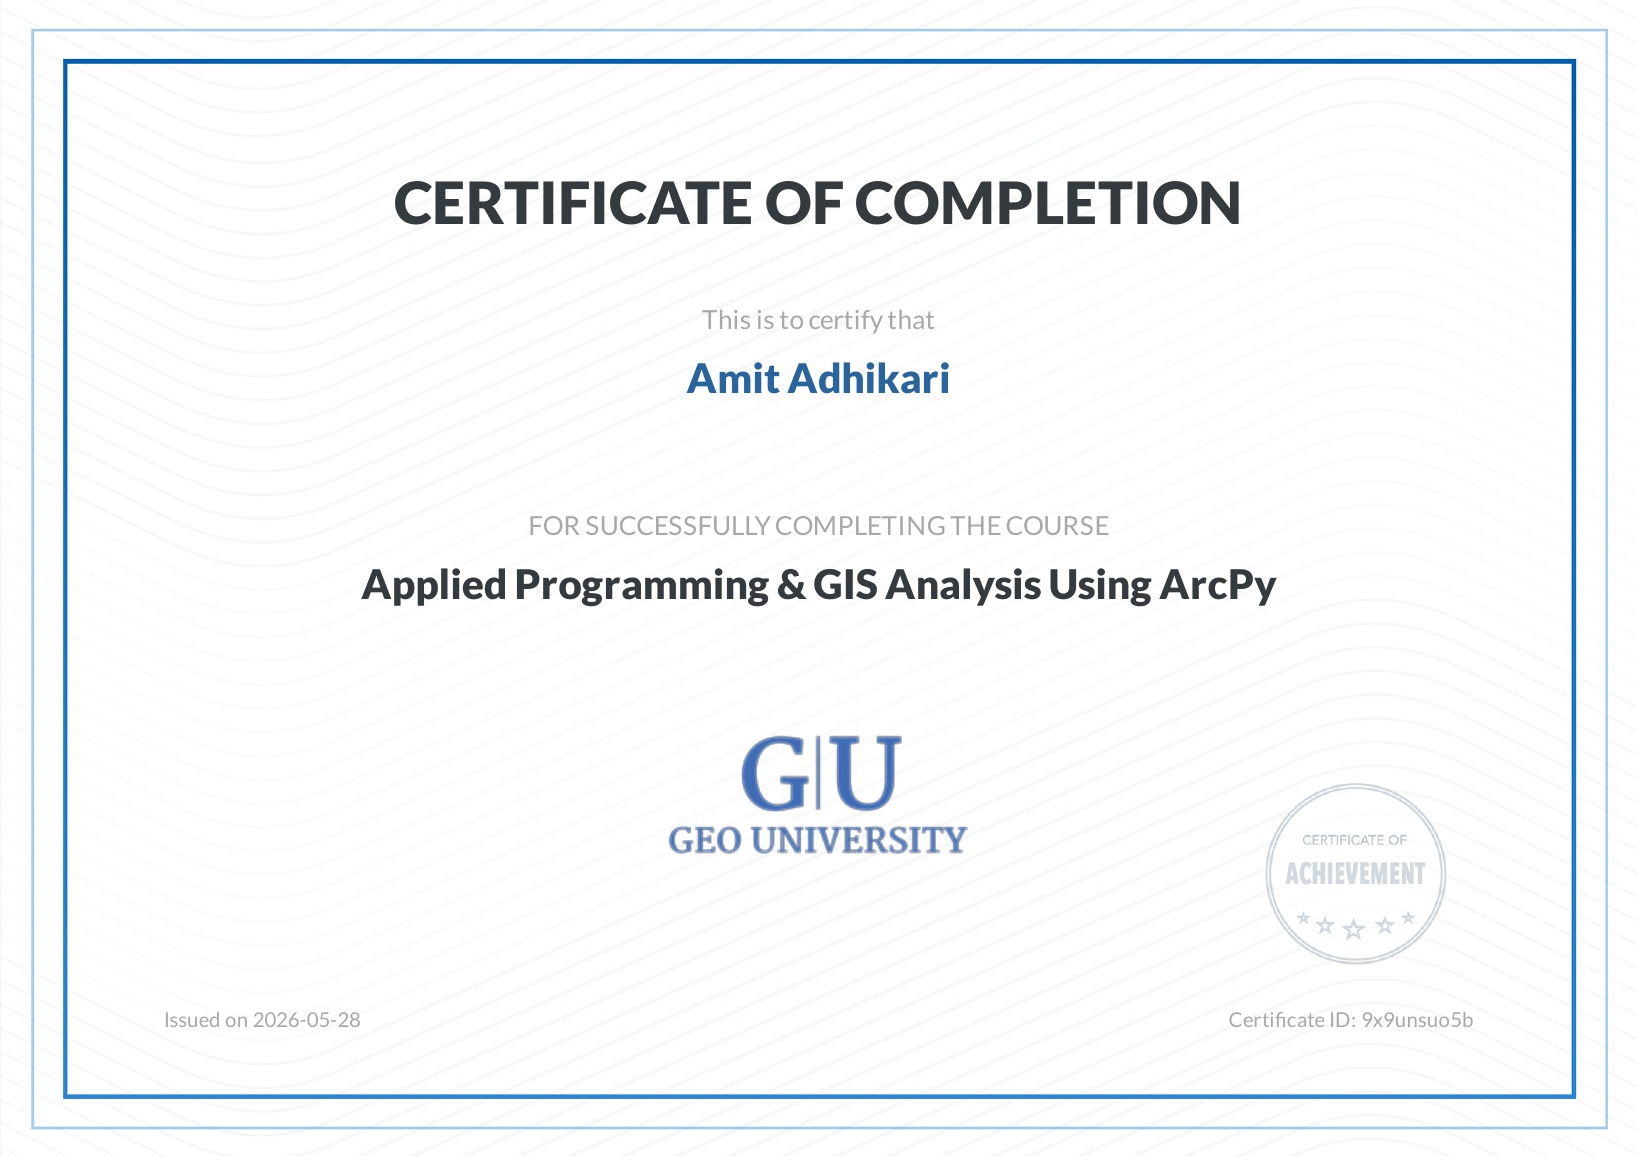 CERTIFICATE OF COMPLETION
This is to certify that
Amit Adhikari
FOR SUCCESSFULLY COMPLETING THE COURSE
Applied Programming & GIS Analysis Using ArcPy
G|U
GEO UNIVERSITY
CERTIFICATE OF
ACHIEVEMENT
Issued on 2026-05-28
Certificate ID: 9x9unsuo5b